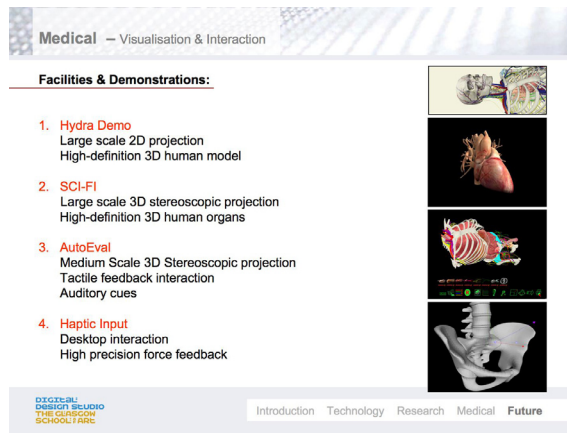 Medical – Visualisation & Interaction
Facilities & Demonstrations:
1. Hydra Demo
Large scale 2D projection
High-definition 3D human model
2. SCI-FI
Large scale 3D stereoscopic projection
High-definition 3D human organs
3. AutoEval
Medium Scale 3D Stereoscopic projection
Tactile feedback interaction
Auditory cues
4. Haptic Input
Desktop interaction
High precision force feedback
DIGITAL
DESIGN STUDIO
THE GLASGOW
SCHOOL:ARE
Introduction Technology Research Medical Future